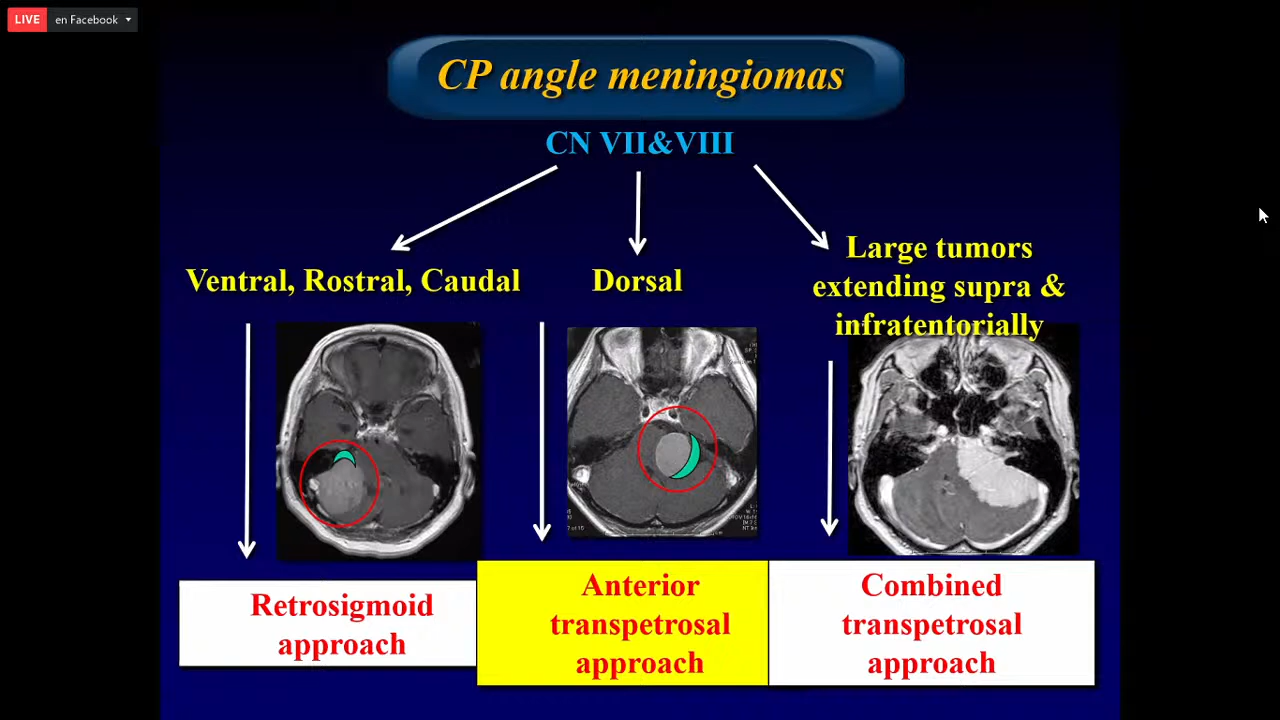 LIVE en Facebook
CP angle meningiomas
CN VII&VIII
Ventral, Rostral, Caudal
Dorsal
Large tumors
extending supra &
infratentorially
Retrosigmoid
approach
Anterior
transpetrosal
approach
Combined
transpetrosal
approach